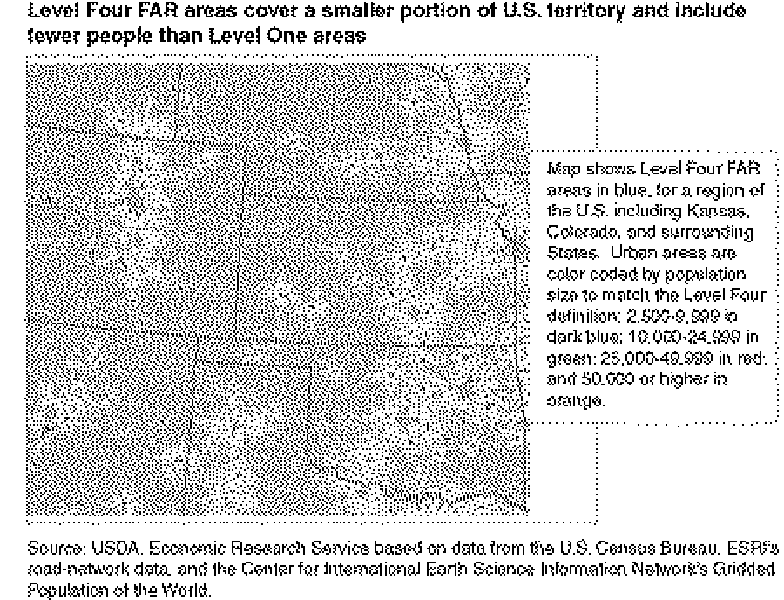 Level Four FAR areas cover a smaller portion of U.S. territory and include
fewer people than Level One areas
Map shows Level Four FAR
areas in blue, for a region of
the U.S. including Kansas,
Colorado, and surrounding
States. Urban areas are
color coded by population
size to match the Level Four
definition: 2,500-9,999 in
dark blue; 10,000-24,999 in
green; 25,000-49,999 in red;
and 50,000 or higher in
orange.
Source: USDA, Economic Research Service based on data from the U.S. Census Bureau, ESRI's
road-network data, and the Center for International Earth Science Information Network's Gridded
Population of the World.